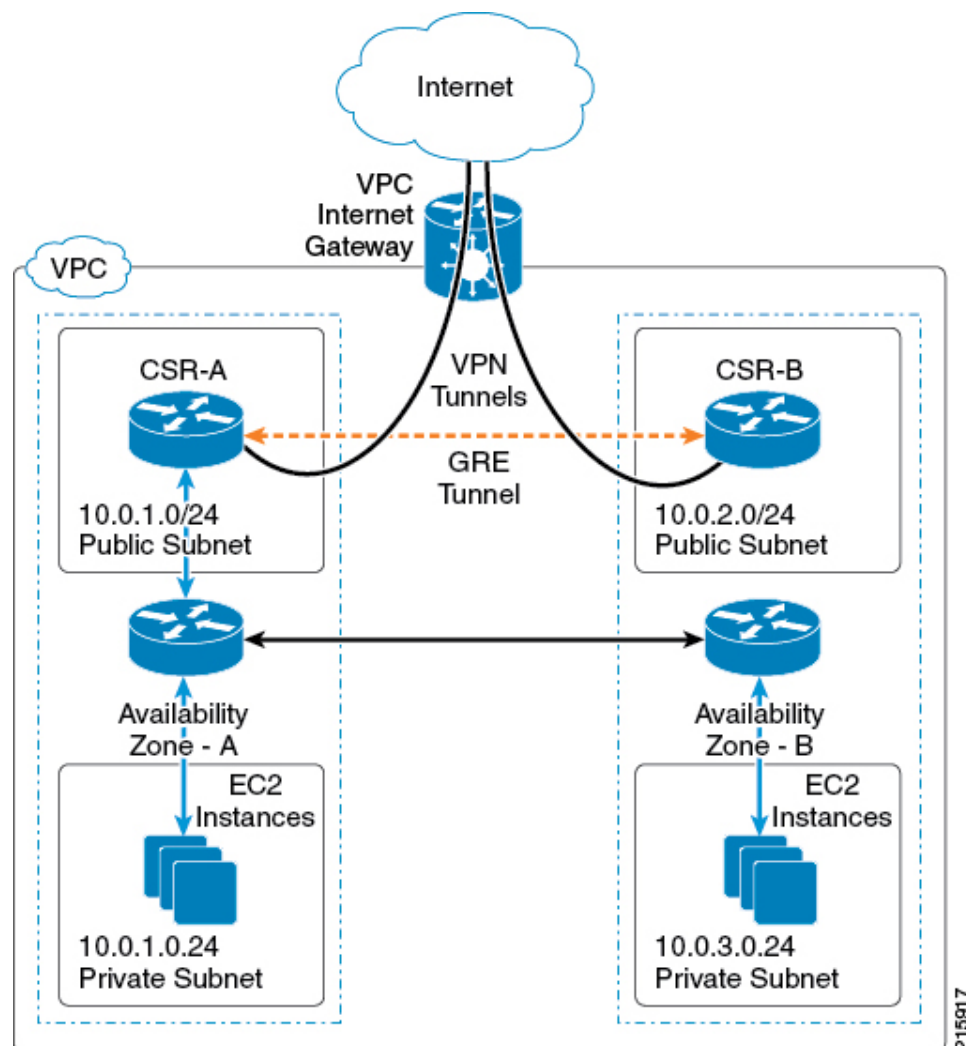 Internet
VPC
Internet
Gateway
VPC
CSR-A
VPN
Tunnels
CSR-B
GRE
Tunnel
10.0.1.0/24
Public Subnet
10.0.2.0/24
Public Subnet
Availability
Zone - A
Availability
Zone - B
EC2
Instances
EC2
Instances
10.0.1.0.24
Private Subnet
10.0.3.0.24
Private Subnet